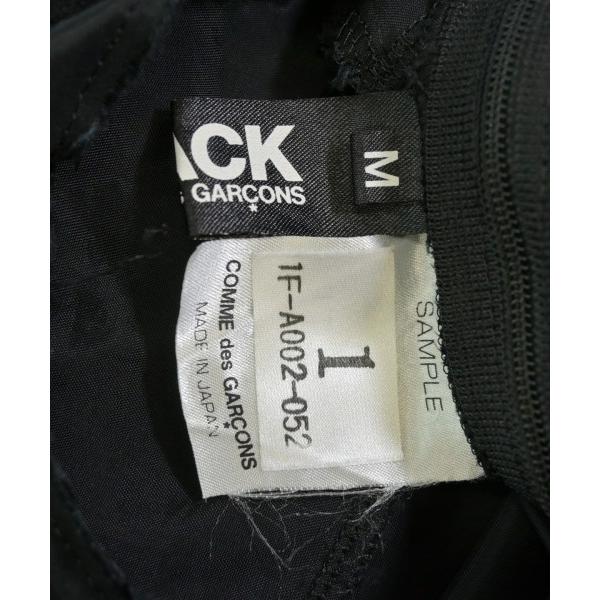 ACK
GARÇONS
M
COMME des GARÇONS
MADE IN JAPAN
1F-A002-052
1
SAMPLE